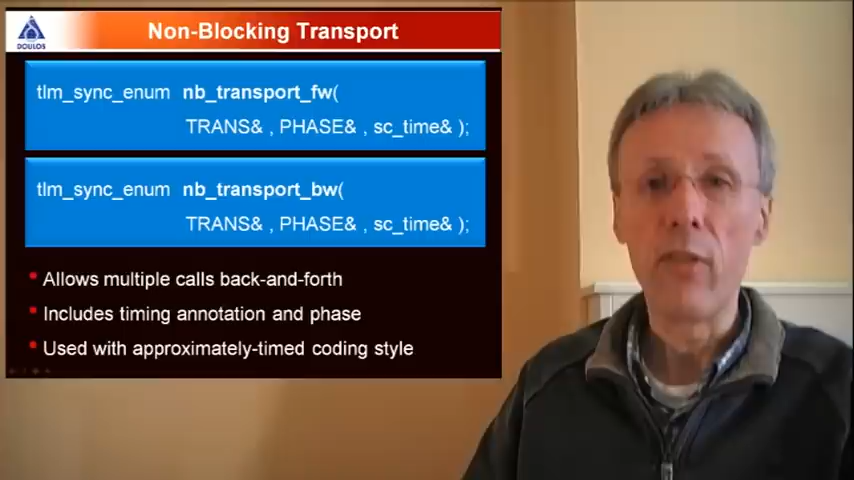 DOULOS
Non-Blocking Transport
tlm_sync_enum nb_transport_fw(
TRANS& , PHASE& , sc_time& );
tlm_sync_enum nb_transport_bw(
TRANS& , PHASE& , sc_time& );
Allows multiple calls back-and-forth
Includes timing annotation and phase
Used with approximately-timed coding style